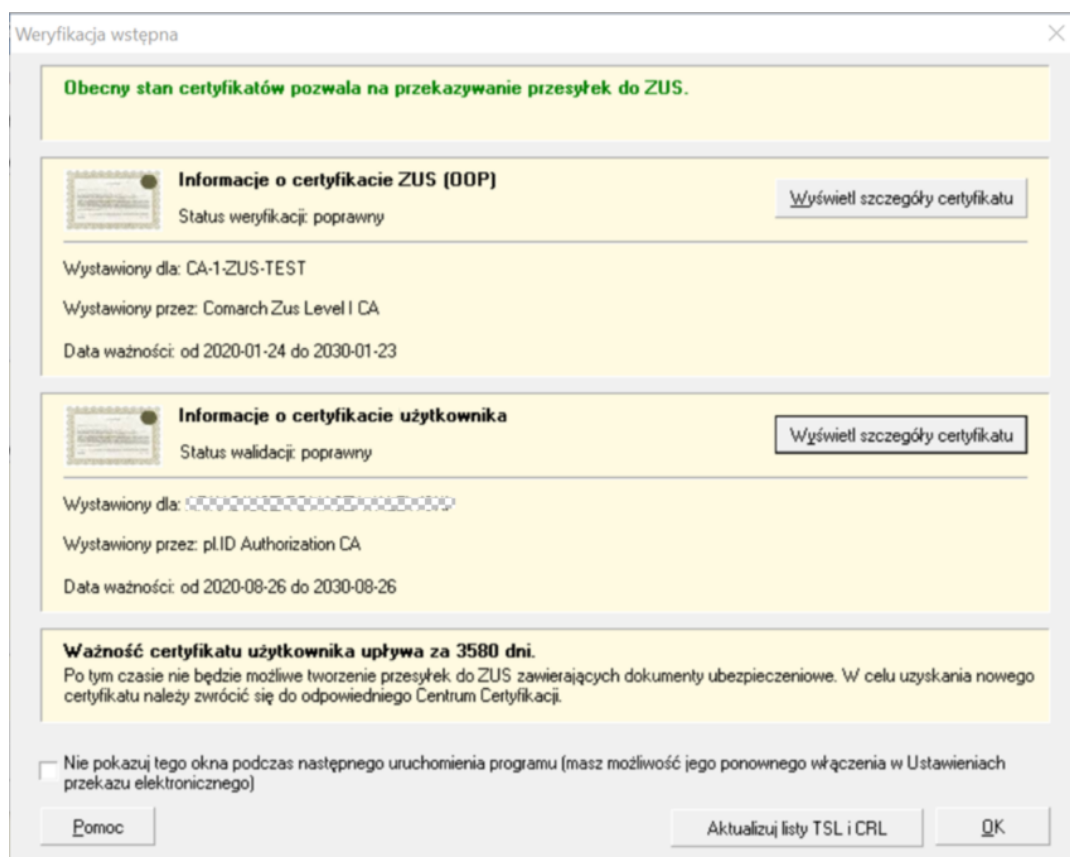 Weryfikacja wstępna
Obecny stan certyfikatów pozwala na przekazywanie przesyłek do ZUS.
Informacje o certyfikacie ZUS (OOP)
Status weryfikacji: poprawny
Wyświetl szczegóły certyfikatu
Wystawiony dla: CA-1-ZUS-TEST
Wystawiony przez: Comarch Zus Level I CA
Data ważności: od 2020-01-24 do 2030-01-23
Informacje o certyfikacie użytkownika
Status walidacji: poprawny
Wyświetl szczegóły certyfikatu
Wystawiony dla:
Wystawiony przez: pl.ID Authorization CA
Data ważności: od 2020-08-26 do 2030-08-26
Ważność certyfikatu użytkownika upływa za 3580 dni.
Po tym czasie nie będzie możliwe tworzenie przesyłek do ZUS zawierających dokumenty ubezpieczeniowe. W celu uzyskania nowego
certyfikatu należy zwrócić się do odpowiedniego Centrum Certyfikacji.
Nie pokazuj tego okna podczas następnego uruchomienia programu (masz możliwość jego ponownego włączenia w Ustawieniach
przekazu elektronicznego)
Pomoc
Aktualizuj listy TSL i CRL
OK